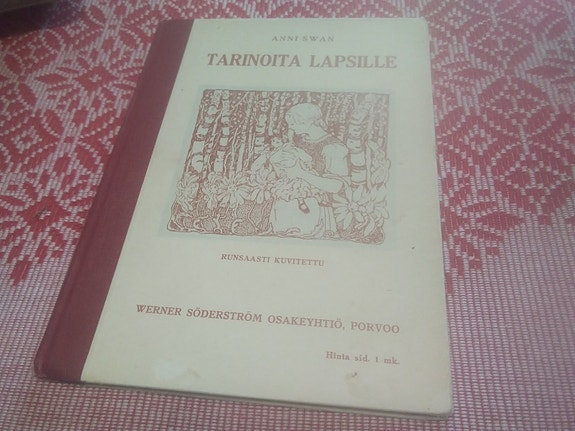 ANNI SWAN
TARINOITA LAPSILLE
RUNSAASTI KUVITETTU
WERNER SÖDERSTRÖM OSAKEYHTIÖ, PORVOO
Hinta sid. 1 mk.